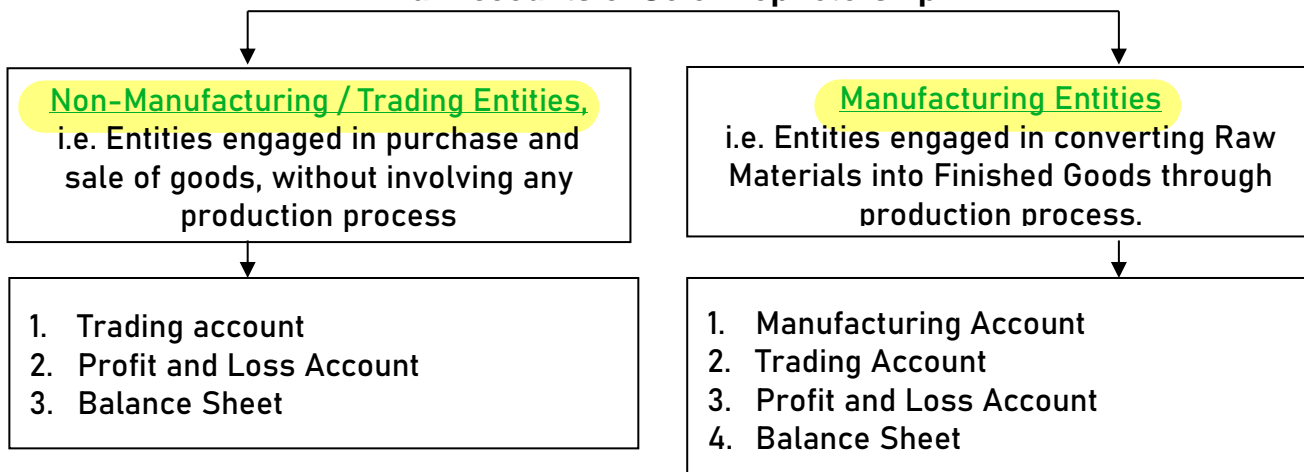 Non-Manufacturing / Trading Entities,
i.e. Entities engaged in purchase and
sale of goods, without involving any
production process
Manufacturing Entities
i.e. Entities engaged in converting Raw
Materials into Finished Goods through
production process.
1. Trading account
2. Profit and Loss Account
3. Balance Sheet
1. Manufacturing Account
2. Trading Account
3. Profit and Loss Account
4. Balance Sheet